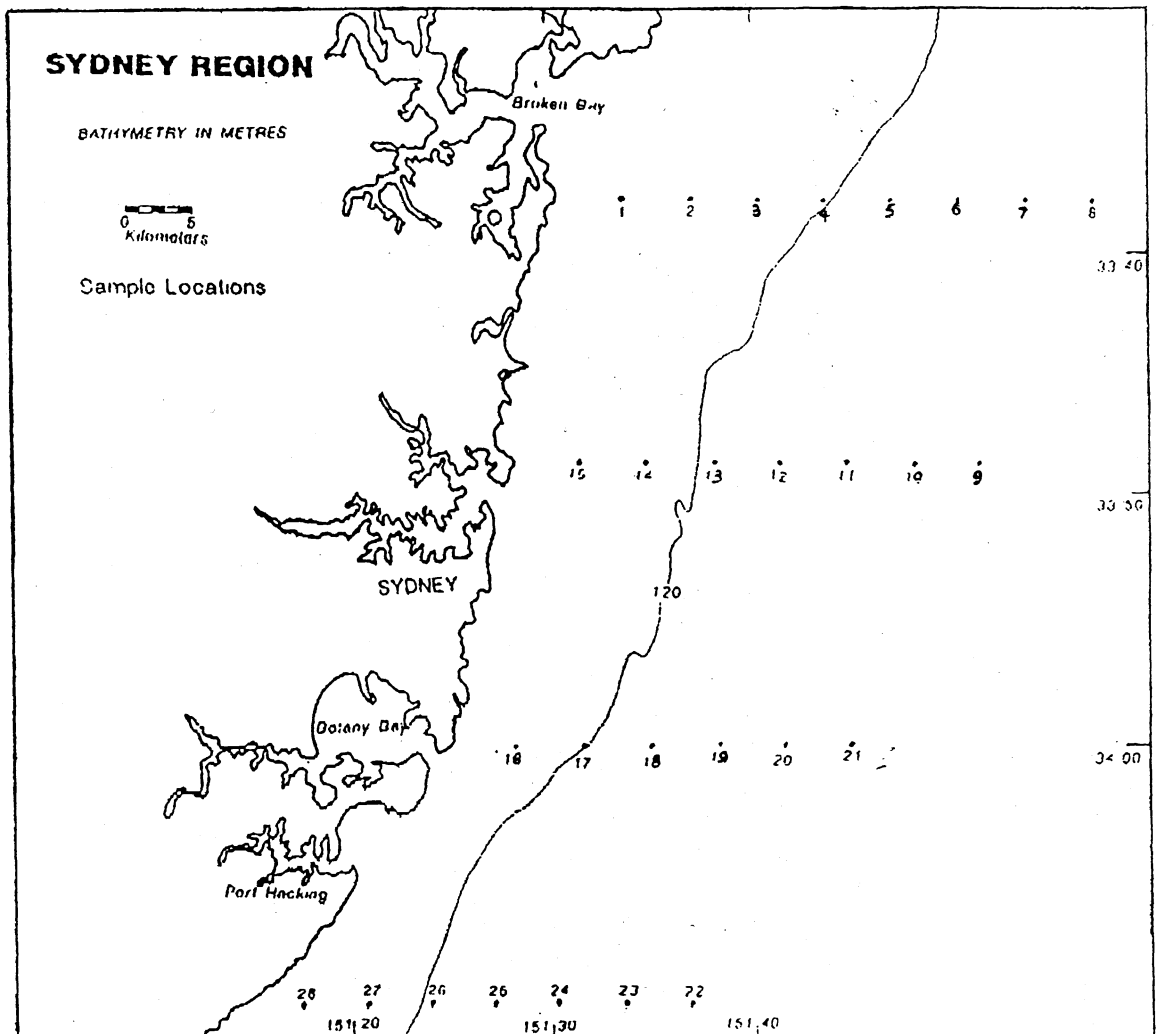 SYDNEY REGION
Broken Bay
BATHYMETRY IN METRES
1 2 3 4 5 6 7 8
0 5
Kilometers
33 40
Sample Locations
15 14 13 12 11 10 9
33 50
SYDNEY
120
Botany Bay
16 17 18 19 20 21
34 00
Port Hacking
28 27 26 25 24 23 22
151 20 151 30 151 40